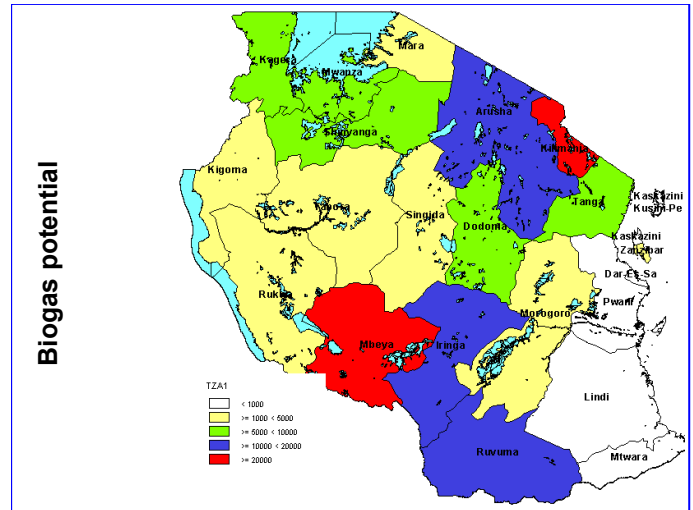 Biogas potential
Mara
Kagera
Mwanza
Arusha
Shinyanga
Kilimanja
Kigoma
Kaskazini
Tabora
Tanga
Kusini-Pe
Singida
Dodoma
Kaskazini
Zanzibar
Dar-Es-Sa
Rukwa
Pwani
Morogoro
Mbeya
Iringa
TZA1
< 1000
>= 1000 < 5000
>= 5000 < 10000
>= 10000 < 20000
>= 20000
Lindi
Ruvuma
Mtwara